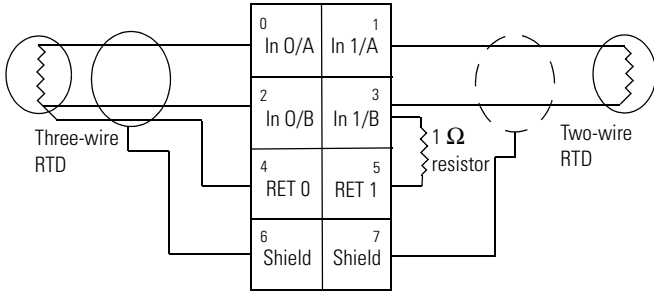 0
1
In 0/A
In 1/A
2
3
In 0/B
In 1/B
Three-wire
RTD
1 Ω
resistor
Two-wire
RTD
4
5
RET 0
RET 1
6
7
Shield
Shield